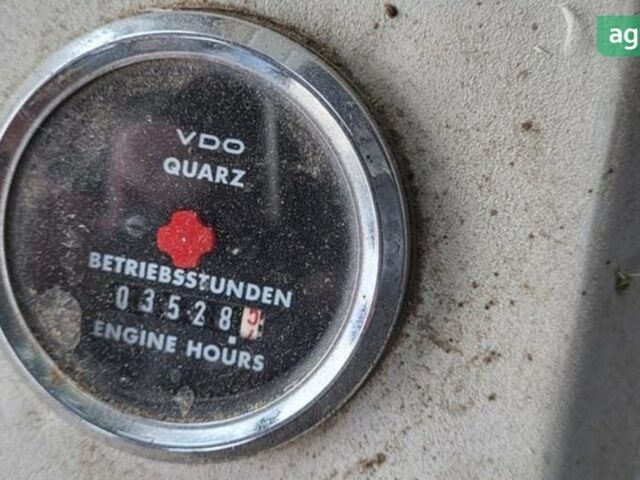 ag
VDO
QUARZ
BETRIEBSSTUNDEN
03528
ENGINE HOURS